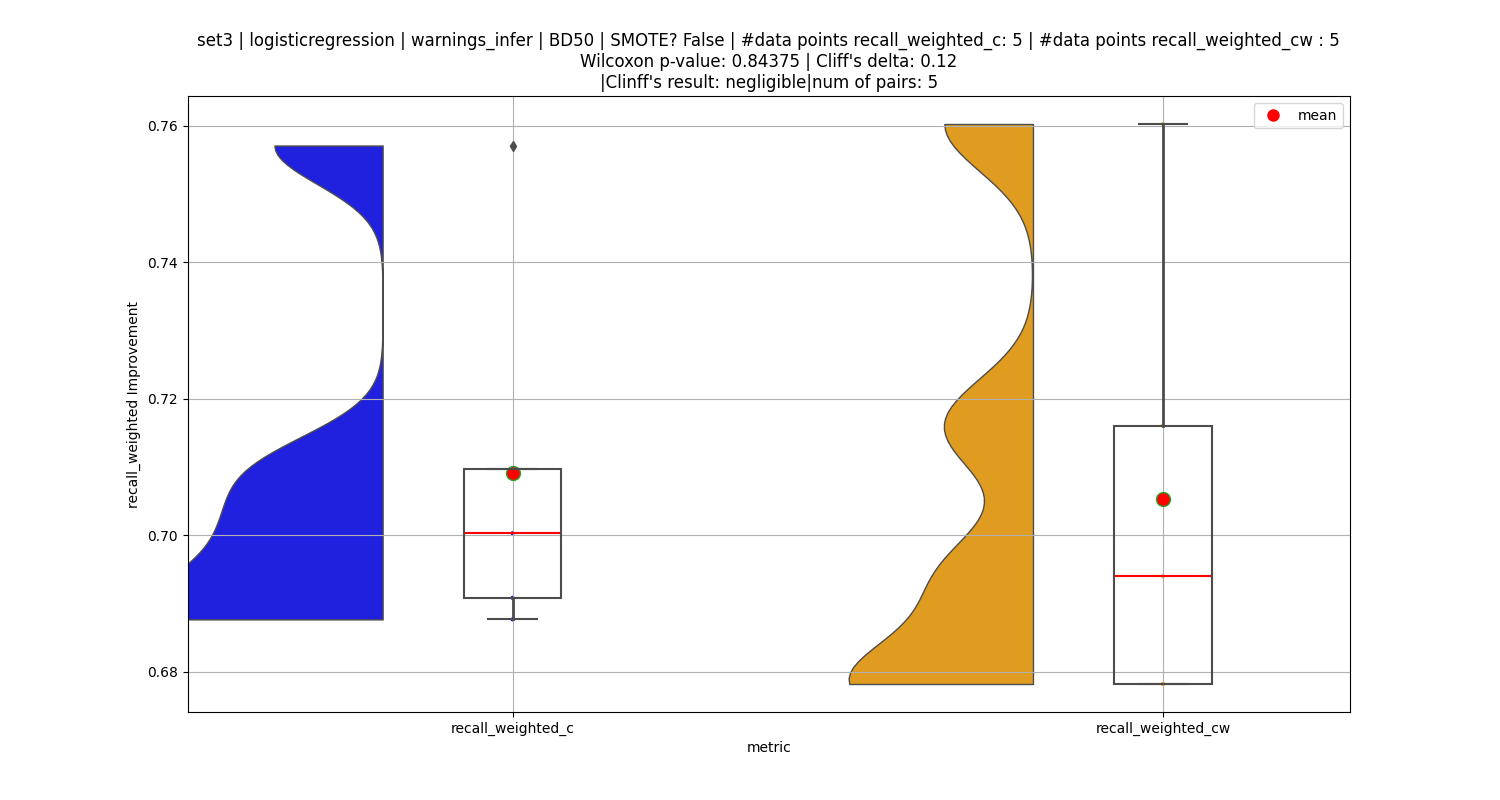 set3 | logisticregression | warnings_infer | BD50 | SMOTE? False | #data points recall_weighted_c: 5 | #data points recall_weighted_cw : 5
Wilcoxon p-value: 0.84375 | Cliff's delta: 0.12
|Clinff's result: negligible|num of pairs: 5
mean
0.76
0.74
0.72
0.70
0.68
recall_weighted Improvement
recall_weighted_c
recall_weighted_cw
metric